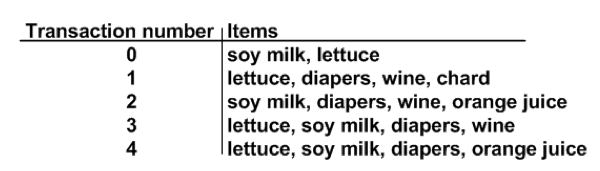 Transaction number Items
0 soy milk, lettuce
1 lettuce, diapers, wine, chard
2 soy milk, diapers, wine, orange juice
3 lettuce, soy milk, diapers, wine
4 lettuce, soy milk, diapers, orange juice